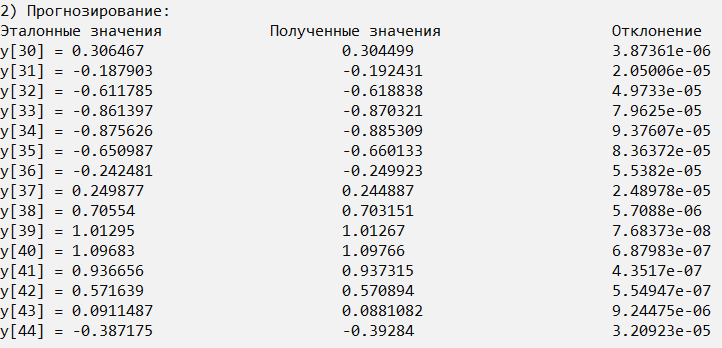 2) Прогнозирование:
Эталонные значения Полученные значения Отклонение
y[30] = 0.306467 0.304499 3.87361e-06
y[31] = -0.187903 -0.192431 2.05006e-05
y[32] = -0.611785 -0.618838 4.9733e-05
y[33] = -0.861397 -0.870321 7.9625e-05
y[34] = -0.875626 -0.885309 9.37607e-05
y[35] = -0.650987 -0.660133 8.36372e-05
y[36] = -0.242481 -0.249923 5.5382e-05
y[37] = 0.249877 0.244887 2.48978e-05
y[38] = 0.70554 0.703151 5.7088e-06
y[39] = 1.01295 1.01267 7.68373e-08
y[40] = 1.09683 1.09766 6.87983e-07
y[41] = 0.936656 0.937315 4.3517e-07
y[42] = 0.571639 0.570894 5.54947e-07
y[43] = 0.0911487 0.0881082 9.24475e-06
y[44] = -0.387175 -0.39284 3.20923e-05